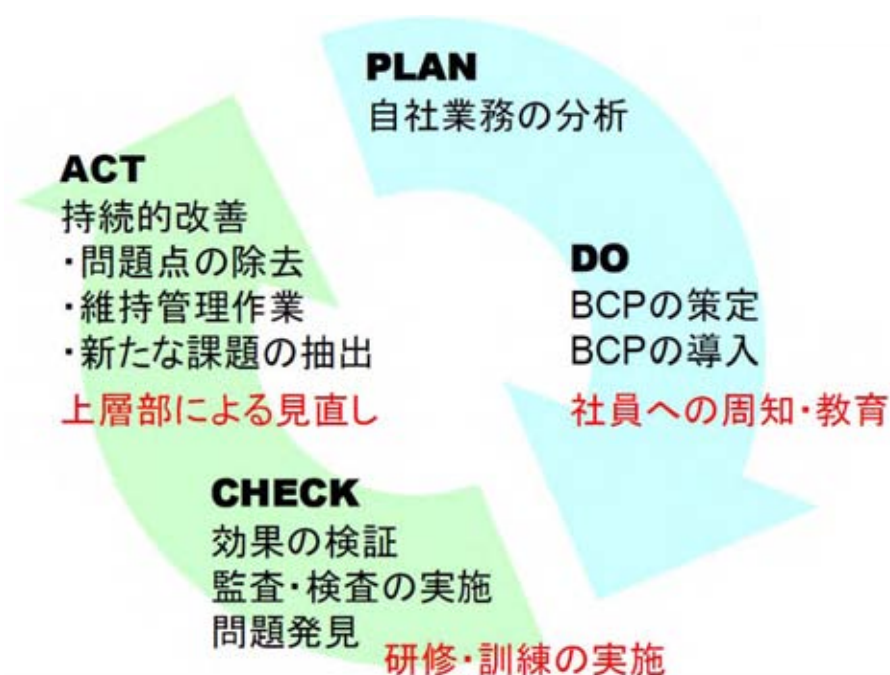 PLAN
自社業務の分析
DO
BCPの策定
BCPの導入
社員への周知・教育
CHECK
効果の検証
監査・検査の実施
問題発見
研修・訓練の実施
ACT
持続的改善
・問題点の除去
・維持管理作業
・新たな課題の抽出
上層部による見直し